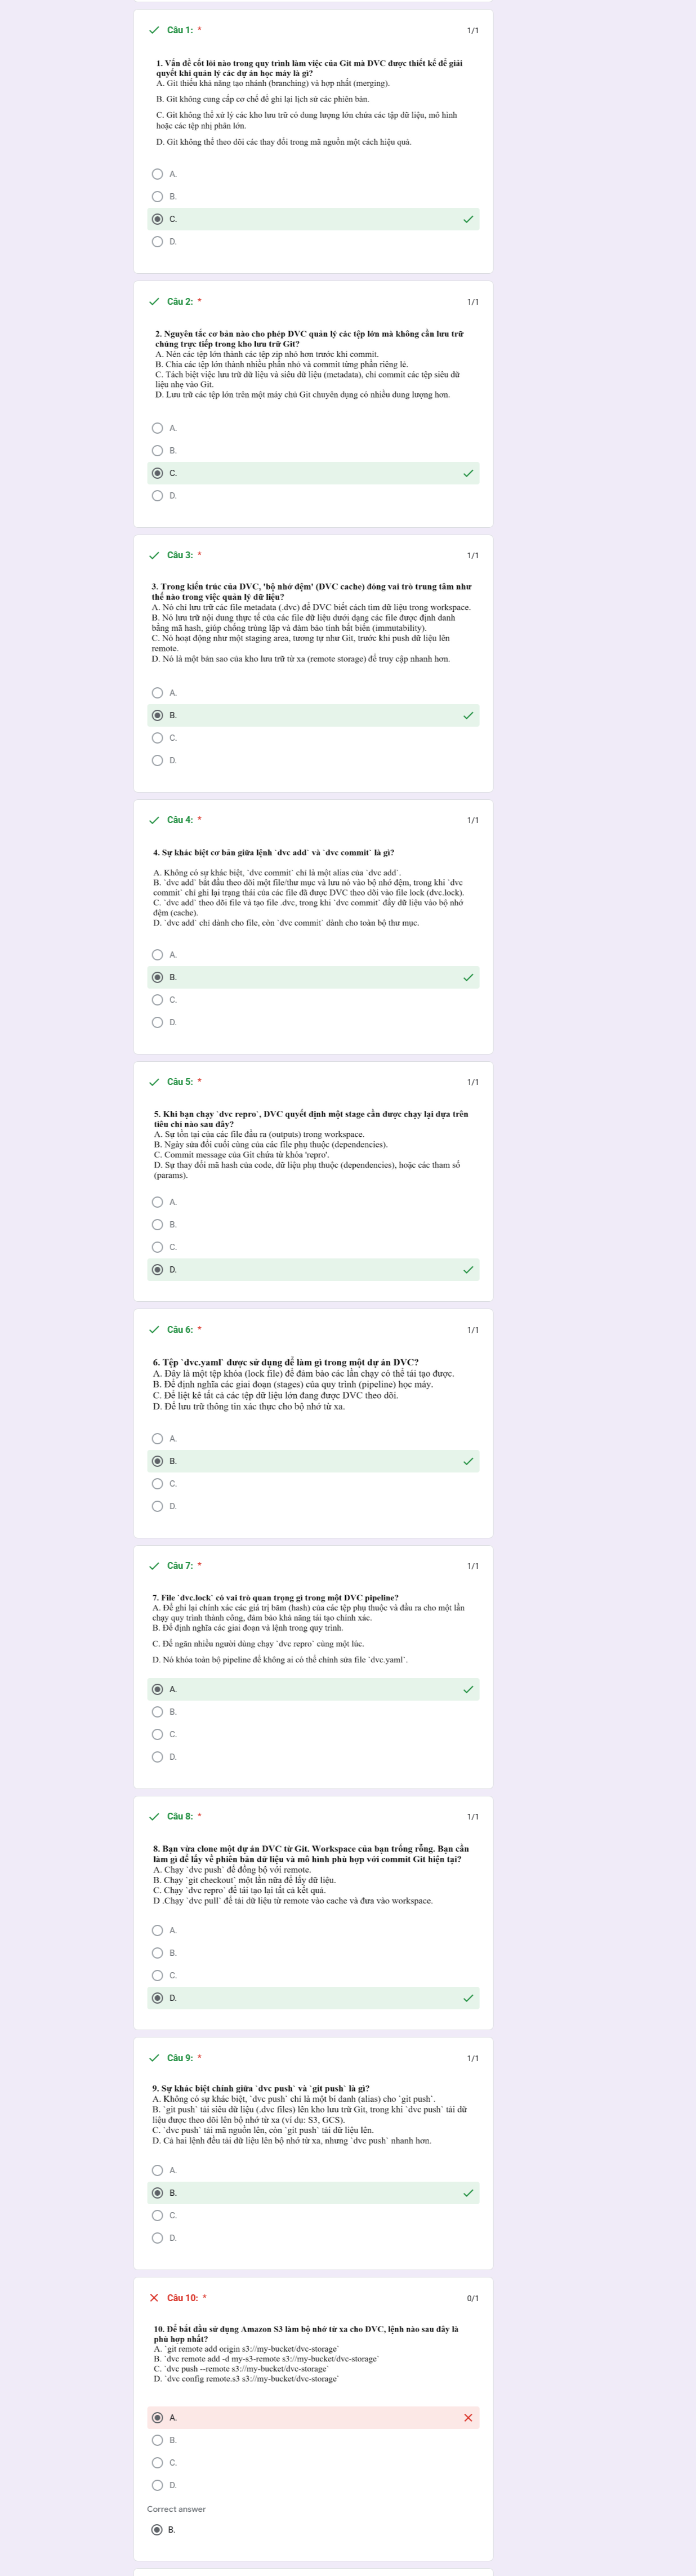 Câu 1: *
1/1
1. Vấn đề cốt lõi nào trong quy trình làm việc của Git mà DVC được thiết kế để giải
quyết khi quản lý các dự án học máy là gì?
A. Git thiếu khả năng tạo nhánh (branching) và hợp nhất (merging).
B. Git không cung cấp cơ chế để ghi lại lịch sử các phiên bản.
C. Git không thể xử lý các kho lưu trữ có dung lượng lớn chứa các tập dữ liệu, mô hình
hoặc các tệp nhị phân lớn.
D. Git không thể theo dõi các thay đổi trong mã nguồn một cách hiệu quả.
A.
B.
C.
D.
Câu 2: *
1/1
2. Nguyên tắc cơ bản nào cho phép DVC quản lý các tệp lớn mà không cần lưu trữ
chúng trực tiếp trong kho lưu trữ Git?
A. Nén các tệp lớn thành các tệp zip nhỏ hơn trước khi commit.
B. Chia các tệp lớn thành nhiều phần nhỏ và commit từng phần riêng lẻ.
C. Tách biệt việc lưu trữ dữ liệu và siêu dữ liệu (metadata), chỉ commit các tệp siêu dữ
liệu nhẹ vào Git.
D. Lưu trữ các tệp lớn trên một máy chủ Git chuyên dụng có nhiều dung lượng hơn.
A.
B.
C.
D.
Câu 3: *
1/1
3. Trong kiến trúc của DVC, 'bộ nhớ đệm' (DVC cache) đóng vai trò trung tâm như
thế nào trong việc quản lý dữ liệu?
A. Nó chỉ lưu trữ các file metadata (.dvc) để DVC biết cách tìm dữ liệu trong workspace.
B. Nó lưu trữ nội dung thực tế của các file dữ liệu dưới dạng các file được định danh
bằng mã hash, giúp chống trùng lặp và đảm bảo tính bất biến (immutability).
C. Nó hoạt động như một staging area, tương tự như Git, trước khi push dữ liệu lên
remote.
D. Nó là một bản sao của kho lưu trữ từ xa (remote storage) để truy cập nhanh hơn.
A.
B.
C.
D.
Câu 4: *
1/1
4. Sự khác biệt cơ bản giữa lệnh `dvc add` và `dvc commit` là gì?
A. Không có sự khác biệt, `dvc commit` chỉ là một alias của `dvc add`.
B. `dvc add` bắt đầu theo dõi một file/thư mục và lưu nó vào bộ nhớ đệm, trong khi `dvc
commit` chỉ ghi lại trạng thái của các file đã được DVC theo dõi vào file lock (dvc.lock).
C. `dvc add` theo dõi file và tạo file .dvc, trong khi `dvc commit` đẩy dữ liệu vào bộ nhớ
đệm (cache).
D. `dvc add` chỉ dành cho file, còn `dvc commit` dành cho toàn bộ thư mục.
A.
B.
C.
D.
Câu 5: *
1/1
5. Khi bạn chạy `dvc repro`, DVC quyết định một stage cần được chạy lại dựa trên
tiêu chí nào sau đây?
A. Sự tồn tại của các file đầu ra (outputs) trong workspace.
B. Ngày sửa đổi cuối cùng của các file phụ thuộc (dependencies).
C. Commit message của Git chứa từ khóa 'repro'.
D. Sự thay đổi mã hash của code, dữ liệu phụ thuộc (dependencies), hoặc các tham số
(params).
A.
B.
C.
D.
Câu 6: *
1/1
6. Tệp `dvc.yaml` được sử dụng để làm gì trong một dự án DVC?
A. Đây là một tệp khóa (lock file) để đảm bảo các lần chạy có thể tái tạo được.
B. Để định nghĩa các giai đoạn (stages) của quy trình (pipeline) học máy.
C. Để liệt kê tất cả các tệp dữ liệu lớn đang được DVC theo dõi.
D. Để lưu trữ thông tin xác thực cho bộ nhớ từ xa.
A.
B.
C.
D.
Câu 7: *
1/1
7. File `dvc.lock` có vai trò quan trọng gì trong một DVC pipeline?
A. Để ghi lại chính xác các giá trị băm (hash) của các tệp phụ thuộc và đầu ra cho một lần
chạy quy trình thành công, đảm bảo khả năng tái tạo chính xác.
B. Để định nghĩa các giai đoạn và lệnh trong quy trình.
C. Để ngăn nhiều người dùng chạy `dvc repro` cùng một lúc.
D. Nó khóa toàn bộ pipeline để không ai có thể chỉnh sửa file `dvc.yaml`.
A.
B.
C.
D.
Câu 8: *
1/1
8. Bạn vừa clone một dự án DVC từ Git. Workspace của bạn trống rỗng. Bạn cần
làm gì để lấy về phiên bản dữ liệu và mô hình phù hợp với commit Git hiện tại?
A. Chạy `dvc push` để đồng bộ với remote.
B. Chạy `git checkout` một lần nữa để lấy dữ liệu.
C. Chạy `dvc repro` để tái tạo lại tất cả kết quả.
D .Chạy `dvc pull` để tải dữ liệu từ remote vào cache và đưa vào workspace.
A.
B.
C.
D.
Câu 9: *
1/1
9. Sự khác biệt chính giữa `dvc push` và `git push` là gì?
A. Không có sự khác biệt, `dvc push` chỉ là một bí danh (alias) cho `git push`.
B. `git push` tải siêu dữ liệu (.dvc files) lên kho lưu trữ Git, trong khi `dvc push` tải dữ
liệu được theo dõi lên bộ nhớ từ xa (ví dụ: S3, GCS).
C. `dvc push` tải mã nguồn lên, còn `git push` tải dữ liệu lên.
D. Cả hai lệnh đều tải dữ liệu lên bộ nhớ từ xa, nhưng `dvc push` nhanh hơn.
A.
B.
C.
D.
Câu 10: *
0/1
10. Để bắt đầu sử dụng Amazon S3 làm bộ nhớ từ xa cho DVC, lệnh nào sau đây là
phù hợp nhất?
A. `git remote add origin s3://my-bucket/dvc-storage`
B. `dvc remote add -d my-s3-remote s3://my-bucket/dvc-storage`
C. `dvc push --remote s3://my-bucket/dvc-storage`
D. `dvc config remote.s3 s3://my-bucket/dvc-storage`
A.
B.
C.
D.
Correct answer
B.